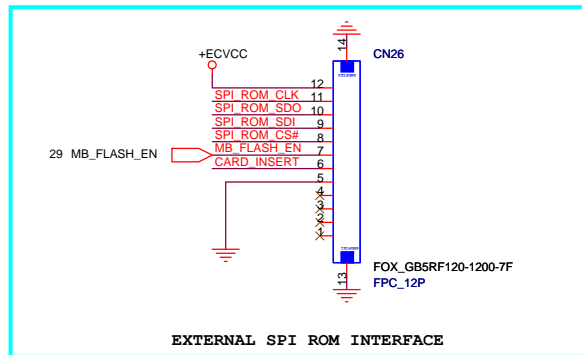 14
CN26
+ECVCC
12
SPI_ROM_CLK 11
SPI_ROM_SDO 10
SPI_ROM_SDI 9
SPI_ROM_CS# 8
29 MB_FLASH_EN MB_FLASH_EN 7
CARD_INSERT 6
5
4
3
2
1
13
FOX_GB5RF120-1200-7F
FPC_12P
EXTERNAL SPI ROM INTERFACE